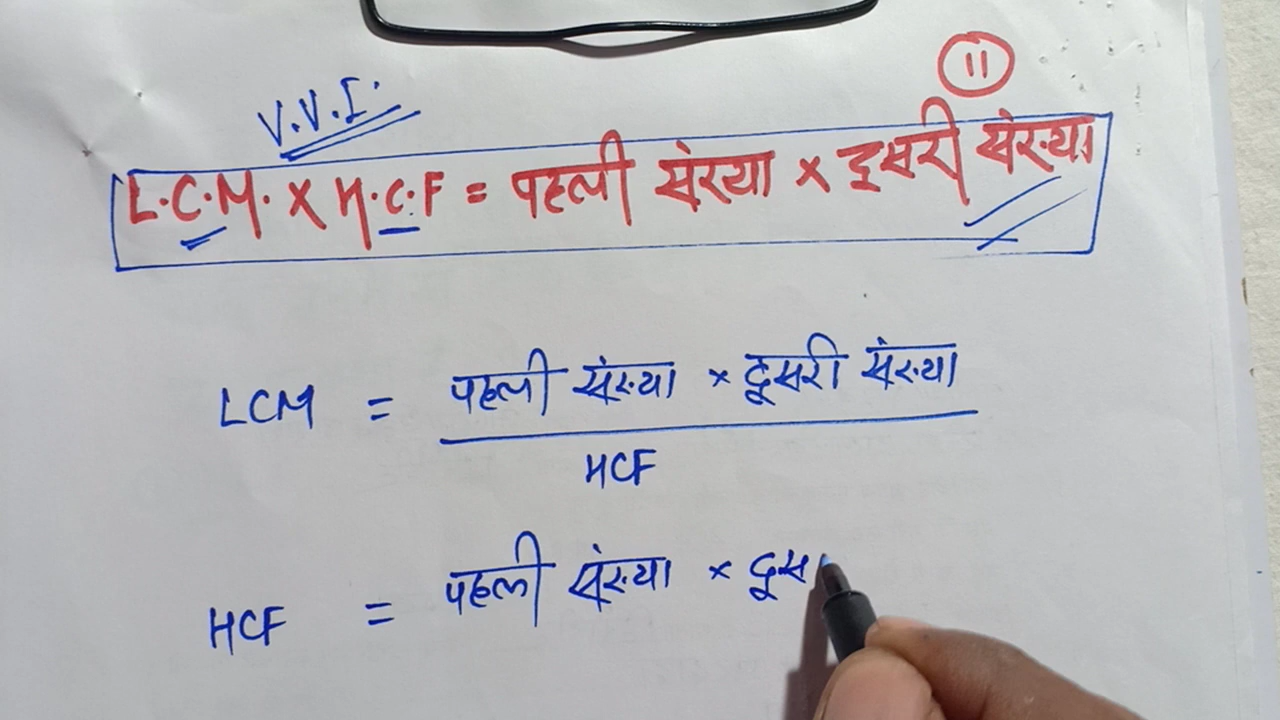 11
V.V.I.
L.C.M. × H.C.F = पहली संख्या × दूसरी संख्या
LCM = पहली संख्या × दूसरी संख्या
HCF
HCF = पहली संख्या × दूस